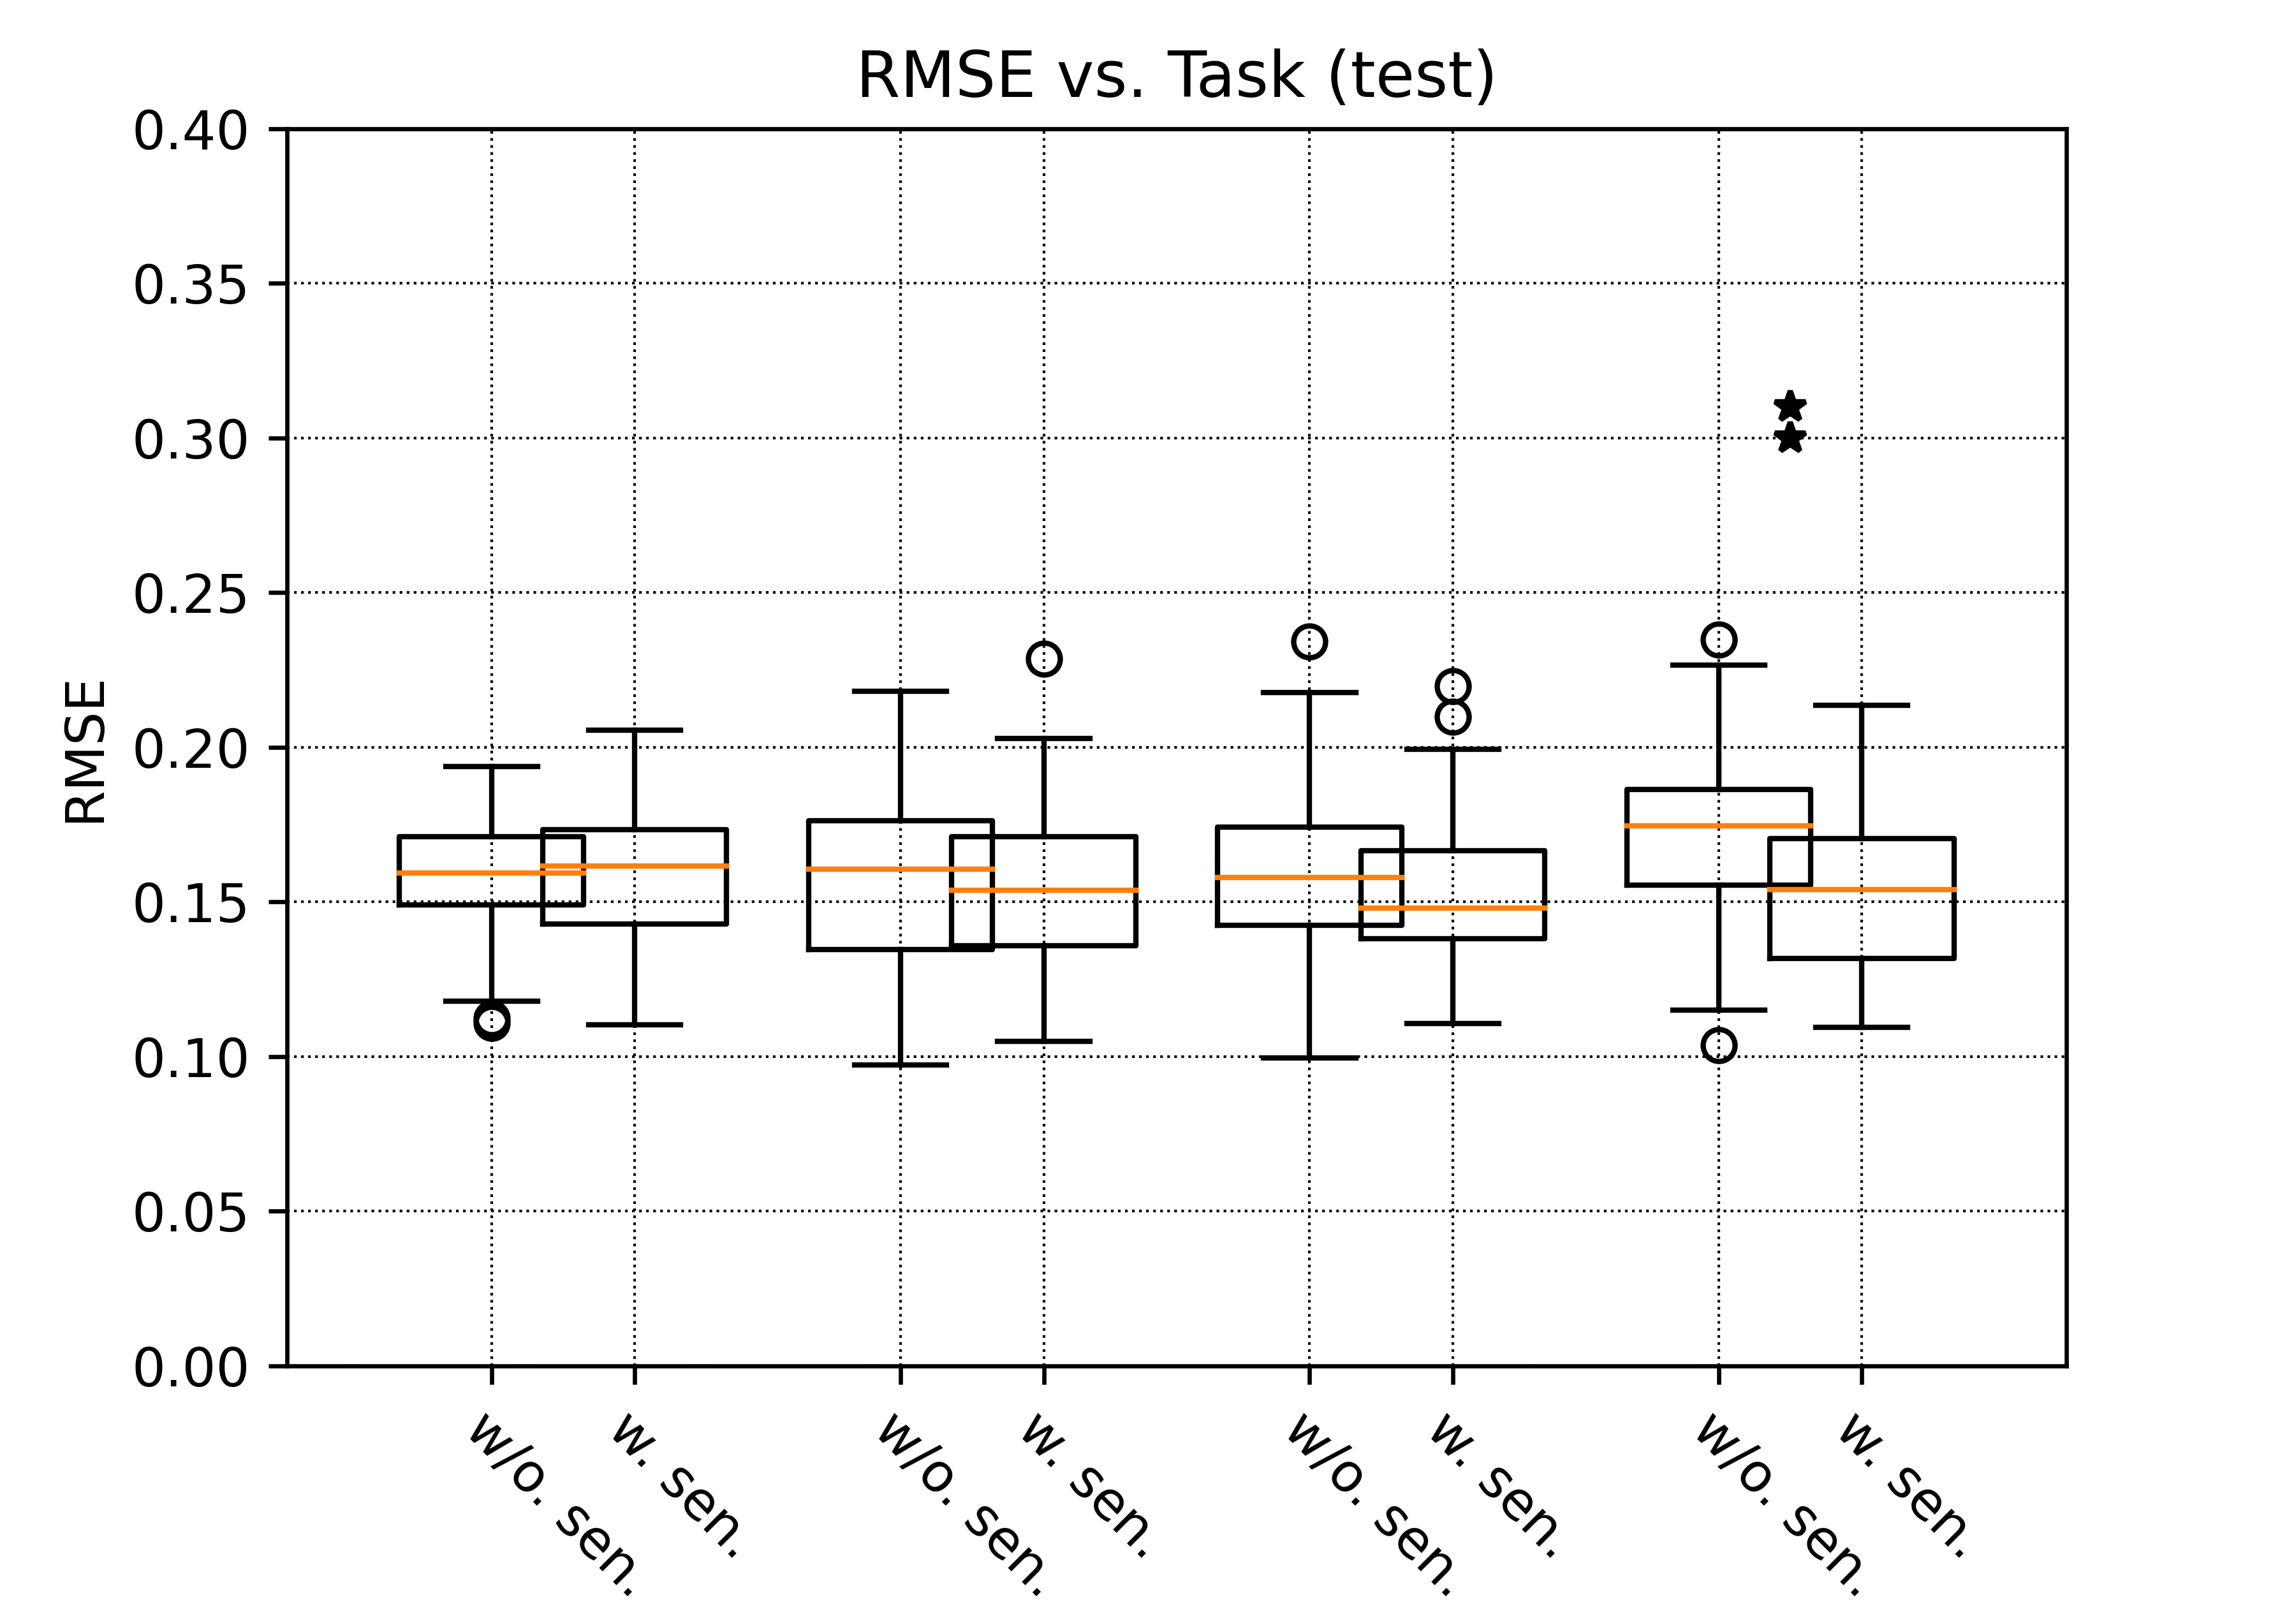 RMSE vs. Task (test)
0.40
0.35
0.30
0.25
0.20
0.15
0.10
0.05
0.00
RMSE
w/o. sen.
w. sen.
w/o. sen.
w. sen.
w/o. sen.
w. sen.
w/o. sen.
w. sen.